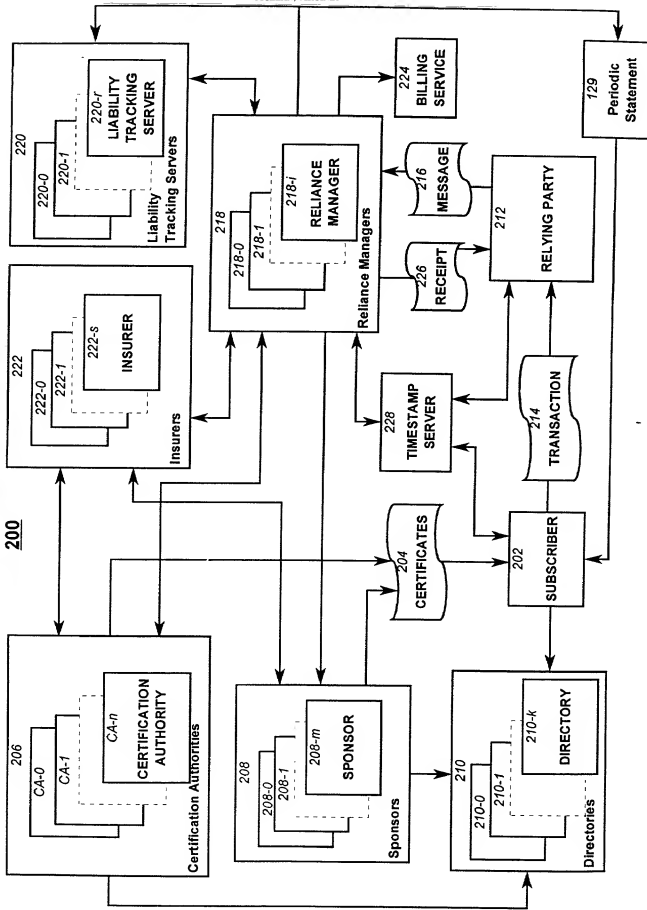 200
206
CA-0
CA-1
CA-n
CERTIFICATION
AUTHORITY
Certification Authorities
222
222-0
222-1
222-s
INSURER
Insurers
220
220-0
220-1
220-r
LIABILITY
TRACKING
SERVER
Liability
Tracking Servers
208
208-0
208-1
208-m
SPONSOR
Sponsors
218
218-0
218-1
218-i
RELIANCE
MANAGER
Reliance Managers
224
BILLING
SERVICE
228
TIMESTAMP
SERVER
226
RECEIPT
216
MESSAGE
204
CERTIFICATES
210
210-0
210-1
210-k
DIRECTORY
Directories
202
SUBSCRIBER
214
TRANSACTION
212
RELYING PARTY
129
Periodic
Statement